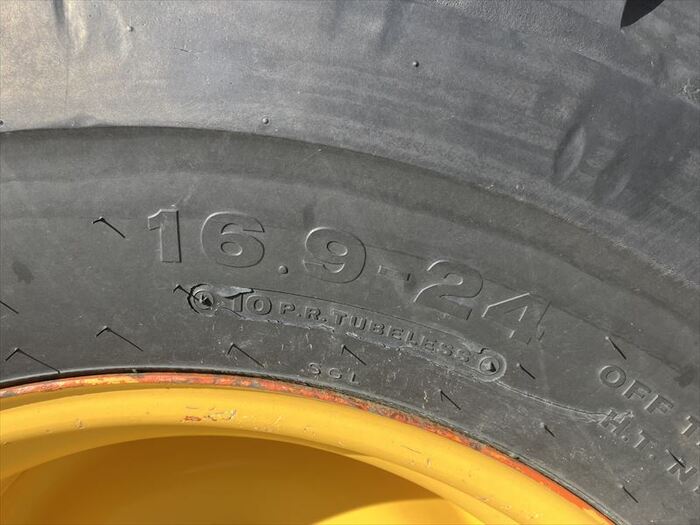 16.9-24
10 P.R. TUBELESS
SGL
OFF T
H.T. N